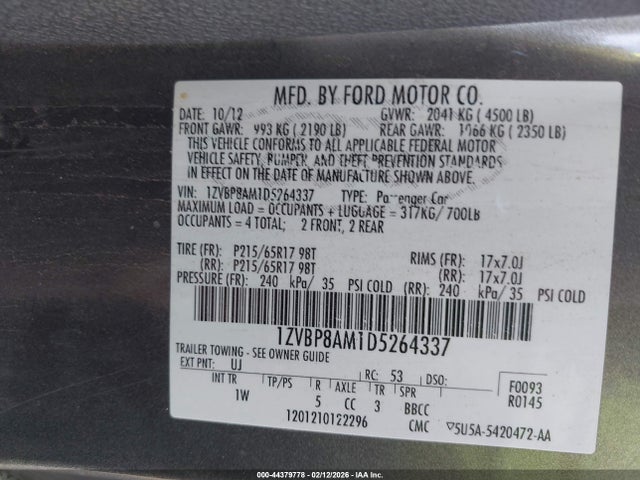 MFD. BY FORD MOTOR CO.
DATE: 10/12 GVWR: 2041 KG ( 4500 LB)
FRONT GAWR: 993 KG ( 2190 LB) REAR GAWR: 1066 KG ( 2350 LB)
THIS VEHICLE CONFORMS TO ALL APPLICABLE FEDERAL MOTOR
VEHICLE SAFETY, BUMPER, AND THEFT PREVENTION STANDARDS
IN EFFECT ON THE DATE OF MANUFACTURE SHOWN ABOVE.
VIN: 1ZVBP8AM1D5264337 TYPE: Passenger Car
MAXIMUM LOAD = OCCUPANTS + LUGGAGE = 317KG/ 700LB
OCCUPANTS = 4 TOTAL; 2 FRONT, 2 REAR
TIRE (FR): P215/65R17 98T RIMS (FR): 17x7.0J
(RR): P215/65R17 98T (RR): 17x7.0J
PRESSURE (FR): 240 kPa/ 35 PSI COLD (RR): 240 kPa/ 35 PSI COLD
1ZVBP8AM1D5264337
TRAILER TOWING - SEE OWNER GUIDE
EXT PNT: UJ RC: 53 DSO: F0093
INT TR TP/PS R AXLE TR SPR R0145
1W 5 CC 3 BBCC
1201210122296 CMC ▽5U5A-5420472-AA
000-44379778 - 02/12/2026 - IAA Inc.